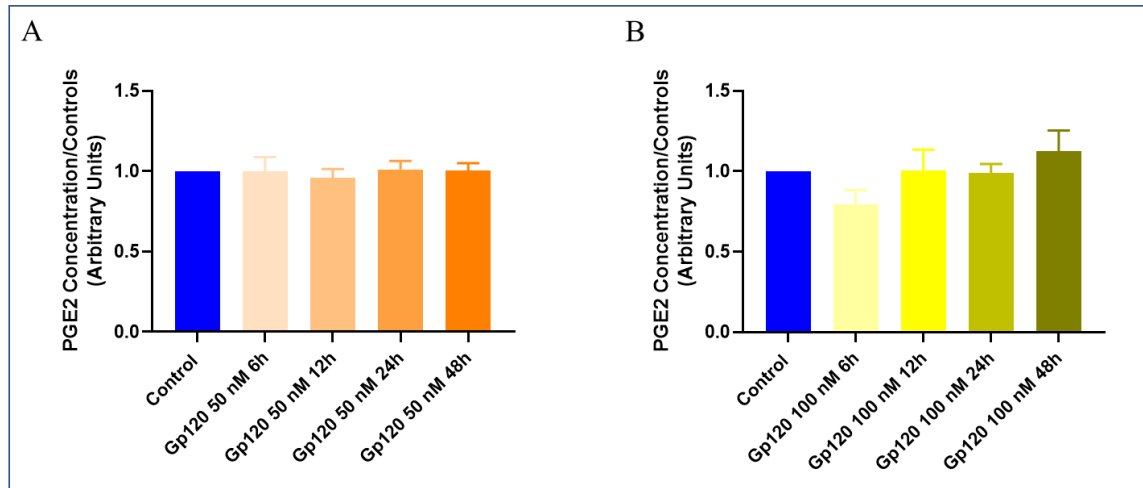 A
PGE2 Concentration/Controls
(Arbitrary Units)
1.5
1.0
0.5
0.0
Control
Gp120 50 nM 6h
Gp120 50 nM 12h
Gp120 50 nM 24h
Gp120 50 nM 48h
B
PGE2 Concentration/Controls
(Arbitrary Units)
1.5
1.0
0.5
0.0
Control
Gp120 100 nM 6h
Gp120 100 nM 12h
Gp120 100 nM 24h
Gp120 100 nM 48h